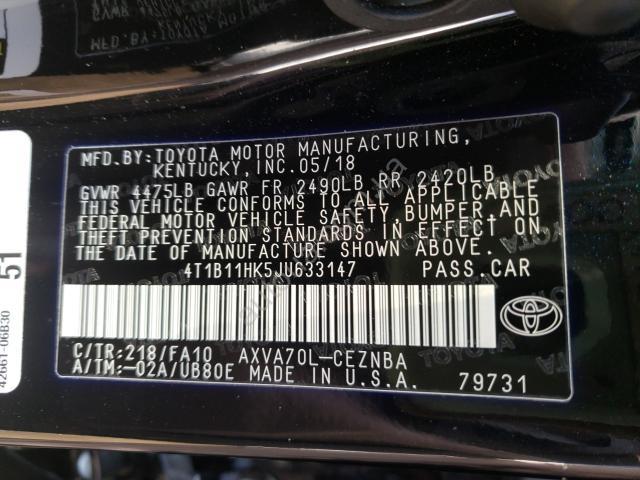 MFD. BY: TOYOTA MOTOR MANUFACTURING,
KENTUCKY, INC. 05/18
GVWR 4475LB GAWR FR 2490LB RR 2420LB
THIS VEHICLE CONFORMS TO ALL APPLICABLE
FEDERAL MOTOR VEHICLE SAFETY, BUMPER, AND
THEFT PREVENTION STANDARDS IN EFFECT ON
THE DATE OF MANUFACTURE SHOWN ABOVE.
4T1B11HK5JU633147 PASS. CAR
C/TR: 218/FA10 AXVA70L-CEZNBA
A/TM: -02A/UB80E MADE IN U.S.A. 79731
51
42661-06B30